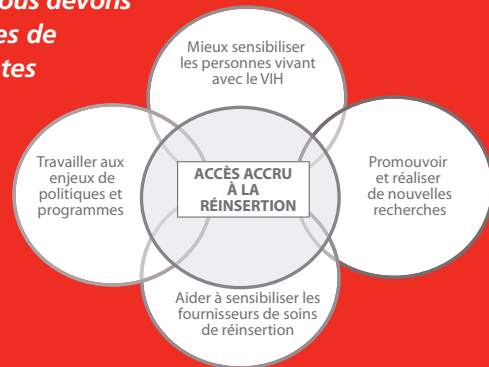 ous devons
es de
tes
Mieux sensibiliser
les personnes vivant
avec le VIH
Travailler aux
enjeux de
politiques et
programmes
ACCÈS ACCRU
À LA
RÉINSERTION
Promouvoir
et réaliser
de nouvelles
recherches
Aider à sensibiliser les
fournisseurs de soins
de réinsertion